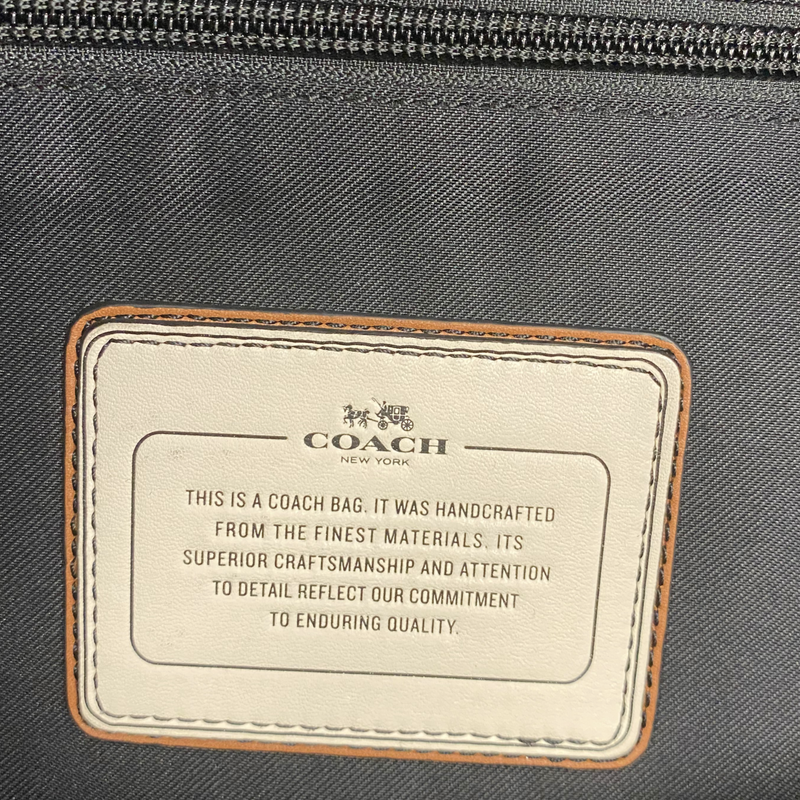 COACH
NEW YORK
THIS IS A COACH BAG. IT WAS HANDCRAFTED
FROM THE FINEST MATERIALS. ITS
SUPERIOR CRAFTSMANSHIP AND ATTENTION
TO DETAIL REFLECT OUR COMMITMENT
TO ENDURING QUALITY.